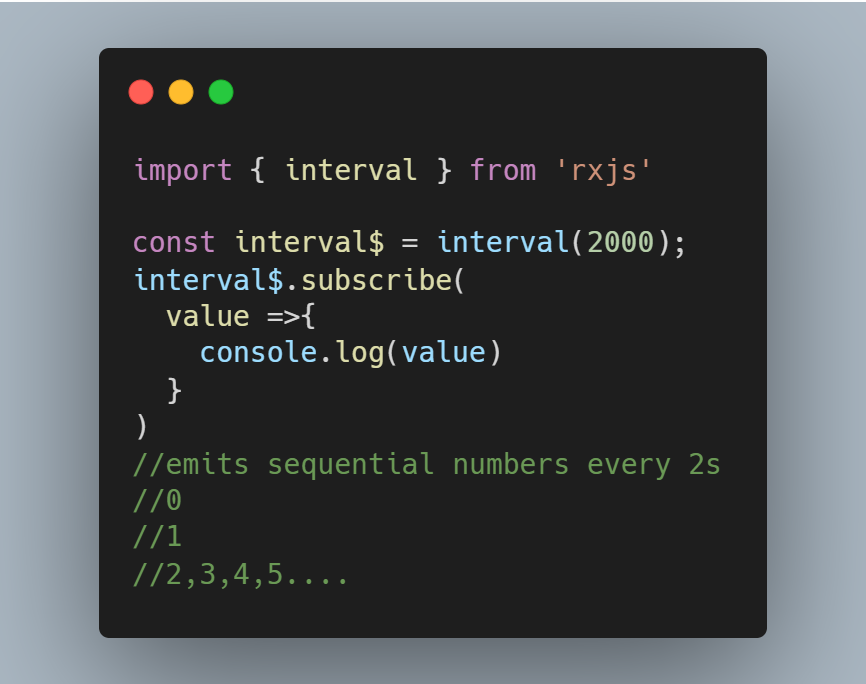 import { interval } from 'rxjs'
const interval$ = interval(2000);
interval$.subscribe(
  value =>{
    console.log(value)
  }
)
//emits sequential numbers every 2s
//0
//1
//2,3,4,5....